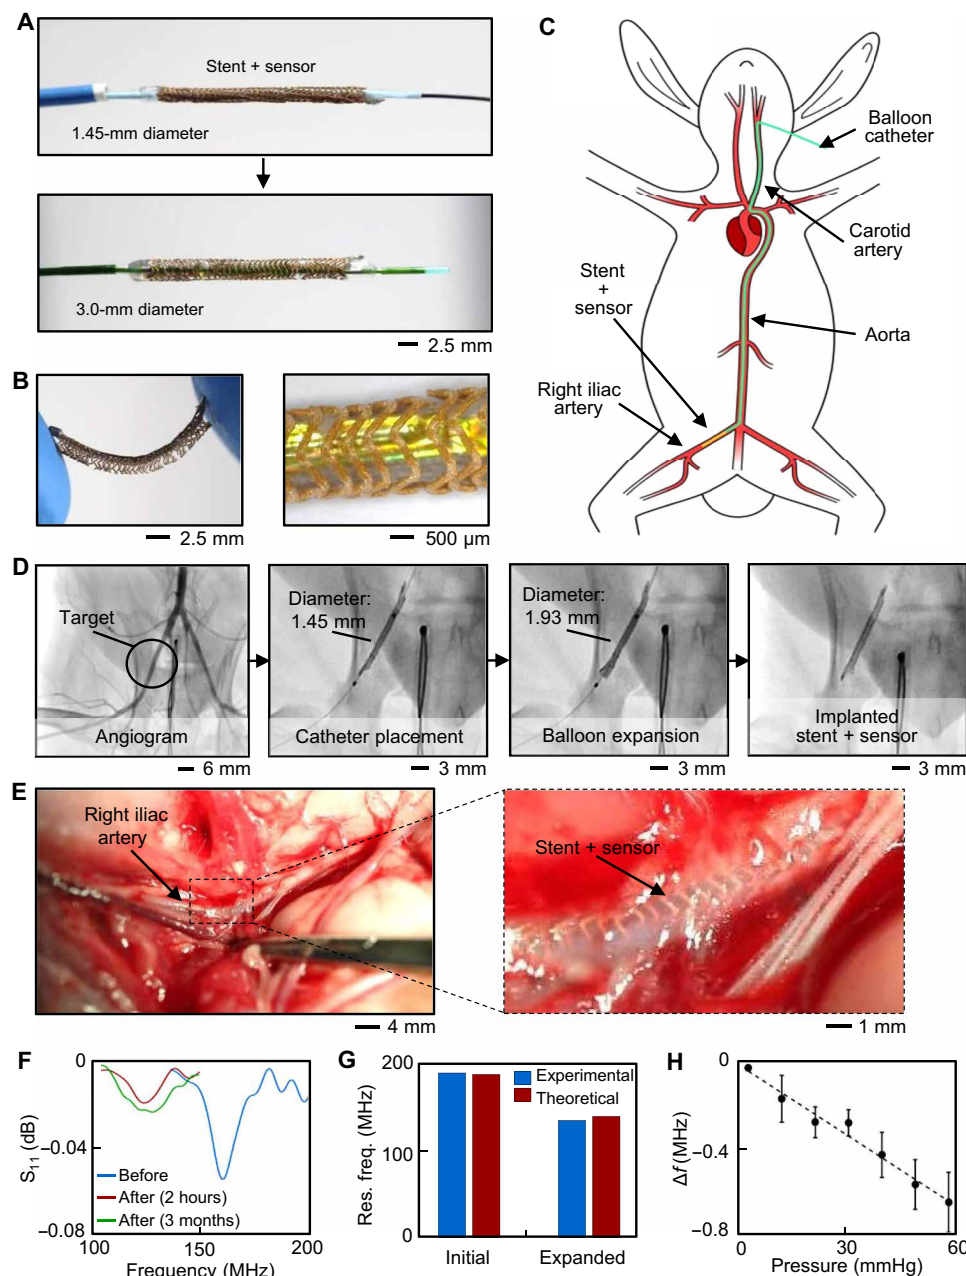 A
Stent + sensor
1.45-mm diameter
3.0-mm diameter
2.5 mm
B
2.5 mm
500 µm
C
Balloon
catheter
Carotid
artery
Stent
+
sensor
Aorta
Right iliac
artery
D
Target
Angiogram
6 mm
Diameter:
1.45 mm
Catheter placement
3 mm
Diameter:
1.93 mm
Balloon expansion
3 mm
Implanted
stent + sensor
3 mm
E
Right iliac
artery
4 mm
Stent + sensor
1 mm
F
0
−0.04
−0.08
S11 (dB)
Before
After (2 hours)
After (3 months)
100
150
200
Frequency (MHz)
G
200
100
0
Res. freq. (MHz)
Experimental
Theoretical
Initial
Expanded
H
0
−0.4
−0.8
Δf (MHz)
0
30
60
Pressure (mmHg)